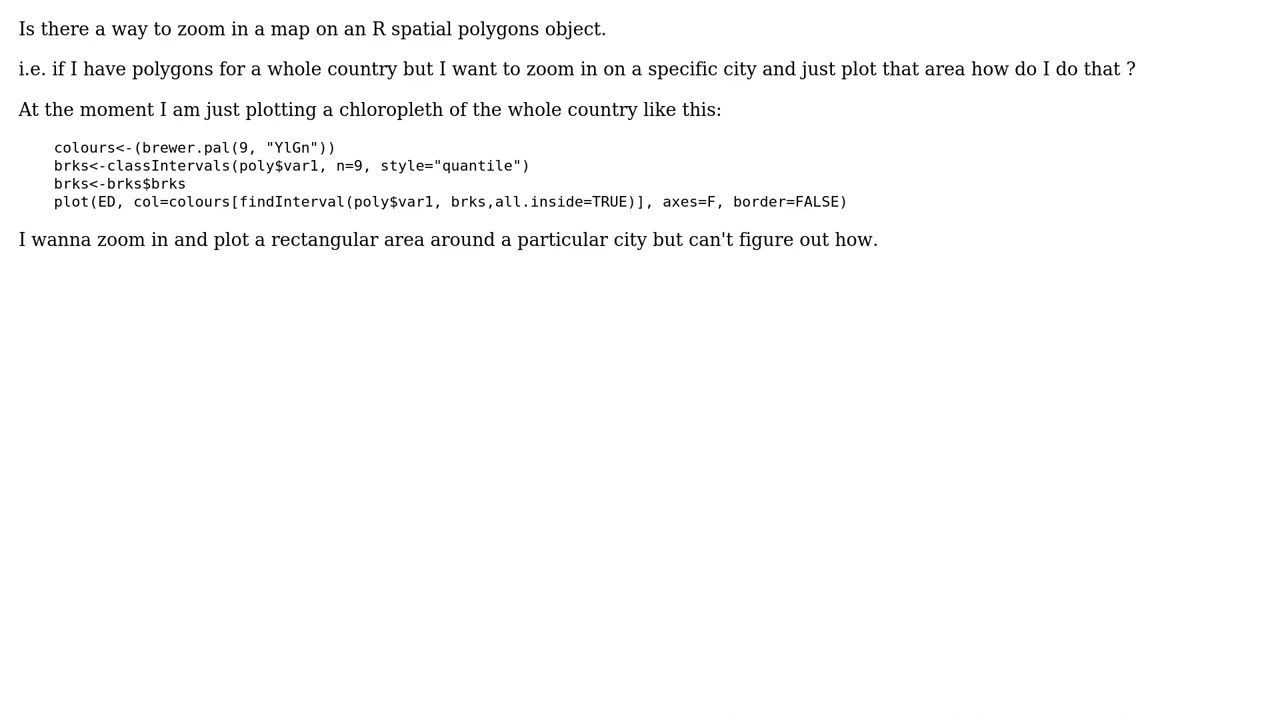 Is there a way to zoom in a map on an R spatial polygons object.
i.e. if I have polygons for a whole country but I want to zoom in on a specific city and just plot that area how do I do that ?
At the moment I am just plotting a chloropleth of the whole country like this:
colours<-(brewer.pal(9, "YlGn"))
brks<-classIntervals(poly$var1, n=9, style="quantile")
brks<-brks$brks
plot(ED, col=colours[findInterval(poly$var1, brks,all.inside=TRUE)], axes=F, border=FALSE)
I wanna zoom in and plot a rectangular area around a particular city but can't figure out how.